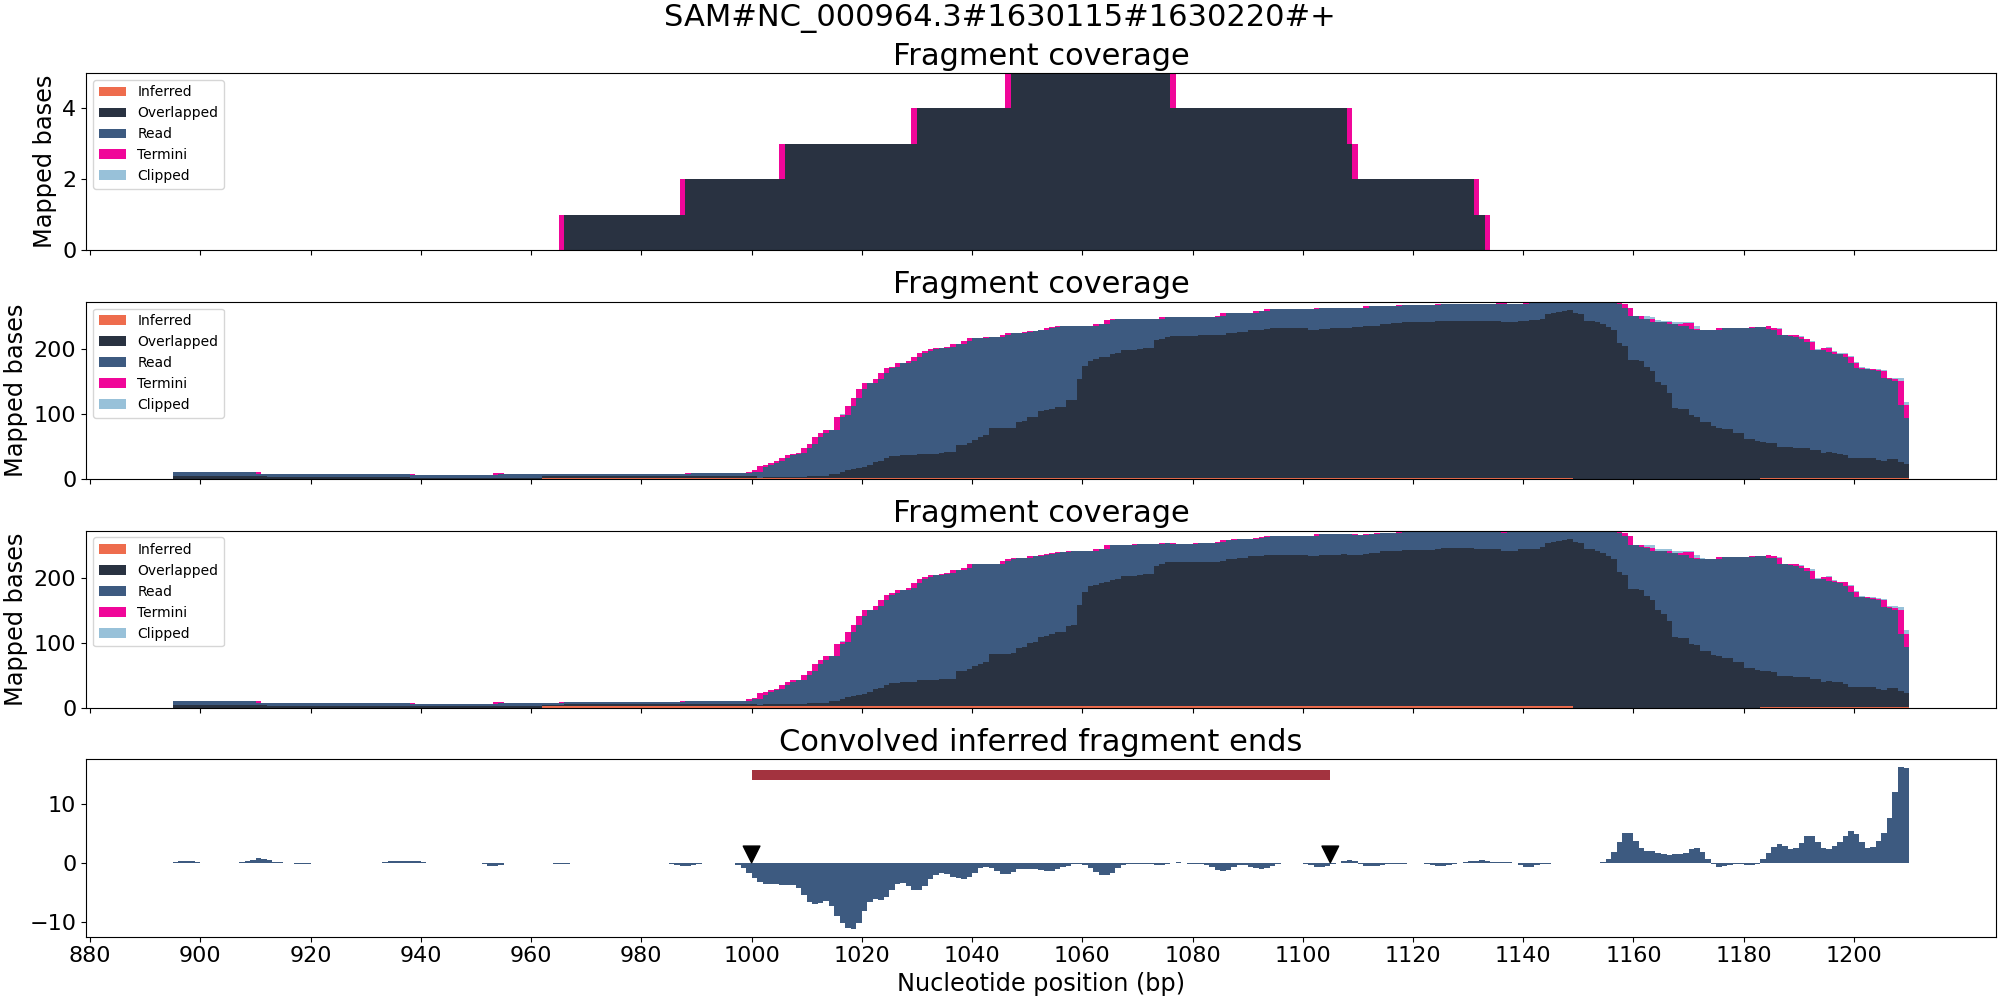 SAM#NC_000964.3#1630115#1630220#+
Fragment coverage
Mapped bases
4
2
0
Inferred
Overlapped
Read
Termini
Clipped
Fragment coverage
Mapped bases
200
100
0
Inferred
Overlapped
Read
Termini
Clipped
Fragment coverage
Mapped bases
200
100
0
Inferred
Overlapped
Read
Termini
Clipped
Convolved inferred fragment ends
10
0
−10
880 900 920 940 960 980 1000 1020 1040 1060 1080 1100 1120 1140 1160 1180 1200
Nucleotide position (bp)